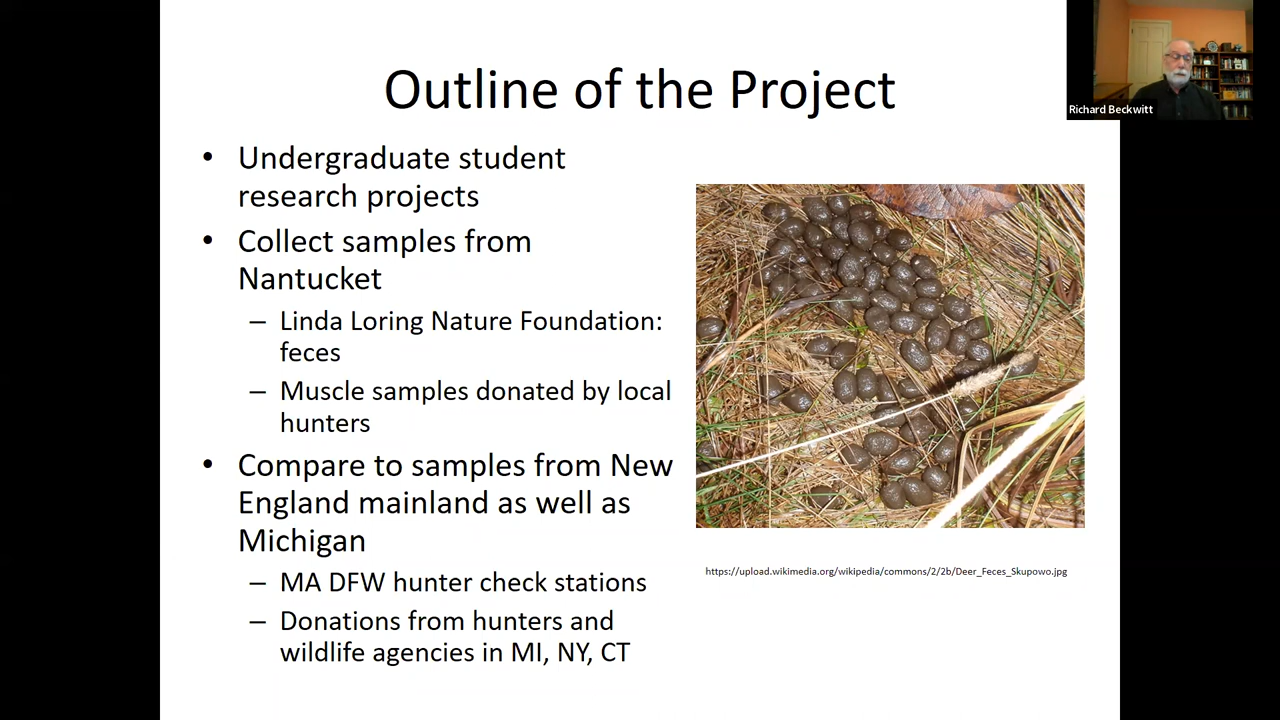 Outline of the Project
Richard Beckwitt
• Undergraduate student
research projects
• Collect samples from
Nantucket
– Linda Loring Nature Foundation:
feces
– Muscle samples donated by local
hunters
• Compare to samples from New
England mainland as well as
Michigan
– MA DFW hunter check stations
– Donations from hunters and
wildlife agencies in MI, NY, CT
https://upload.wikimedia.org/wikipedia/commons/2/2b/Deer_Feces_Skupowo.jpg